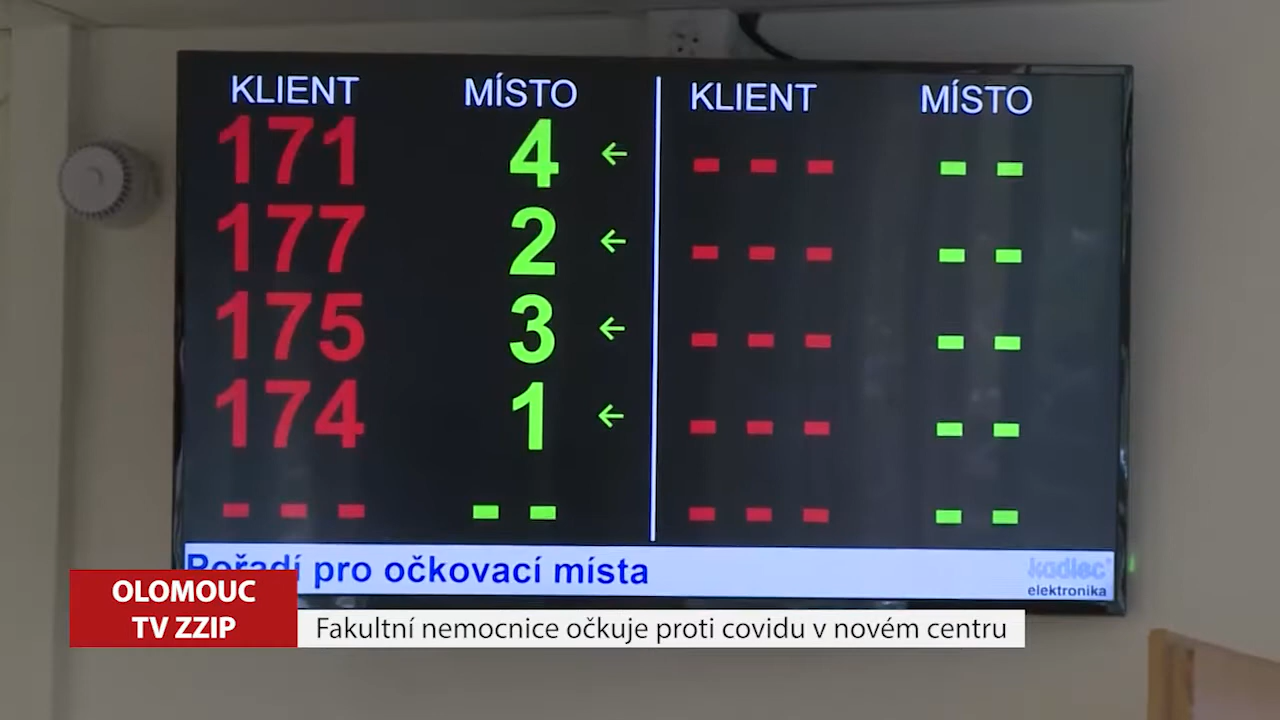 KLIENT MÍSTO KLIENT MÍSTO
171 4 ← --- --
177 2 ← --- --
175 3 ← --- --
174 1 ← --- --
--- -- --- --
Pořadí pro očkovací místa
kadlec
elektronika
OLOMOUC
TV ZZIP
Fakultní nemocnice očkuje proti covidu v novém centru